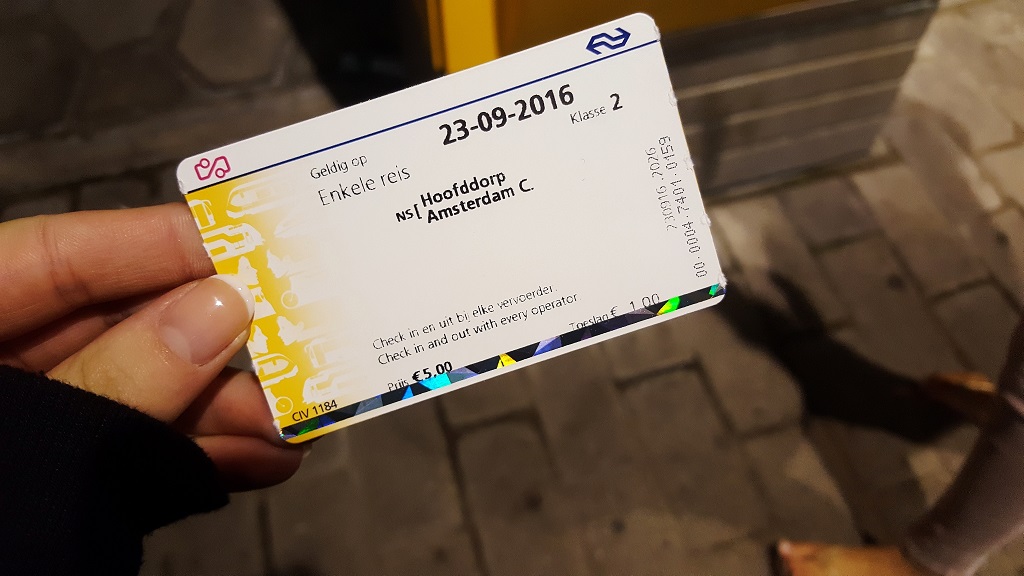 23-09-2016
Geldig op
Klasse 2
Enkele reis
NS[ Hoofddorp
Amsterdam C.
230916 2026
00 0004 7401 0159
Check in en uit bij elke vervoerder.
Check in and out with every operator
Toeslag € 1,00
Prijs €5,00
CIV 1184